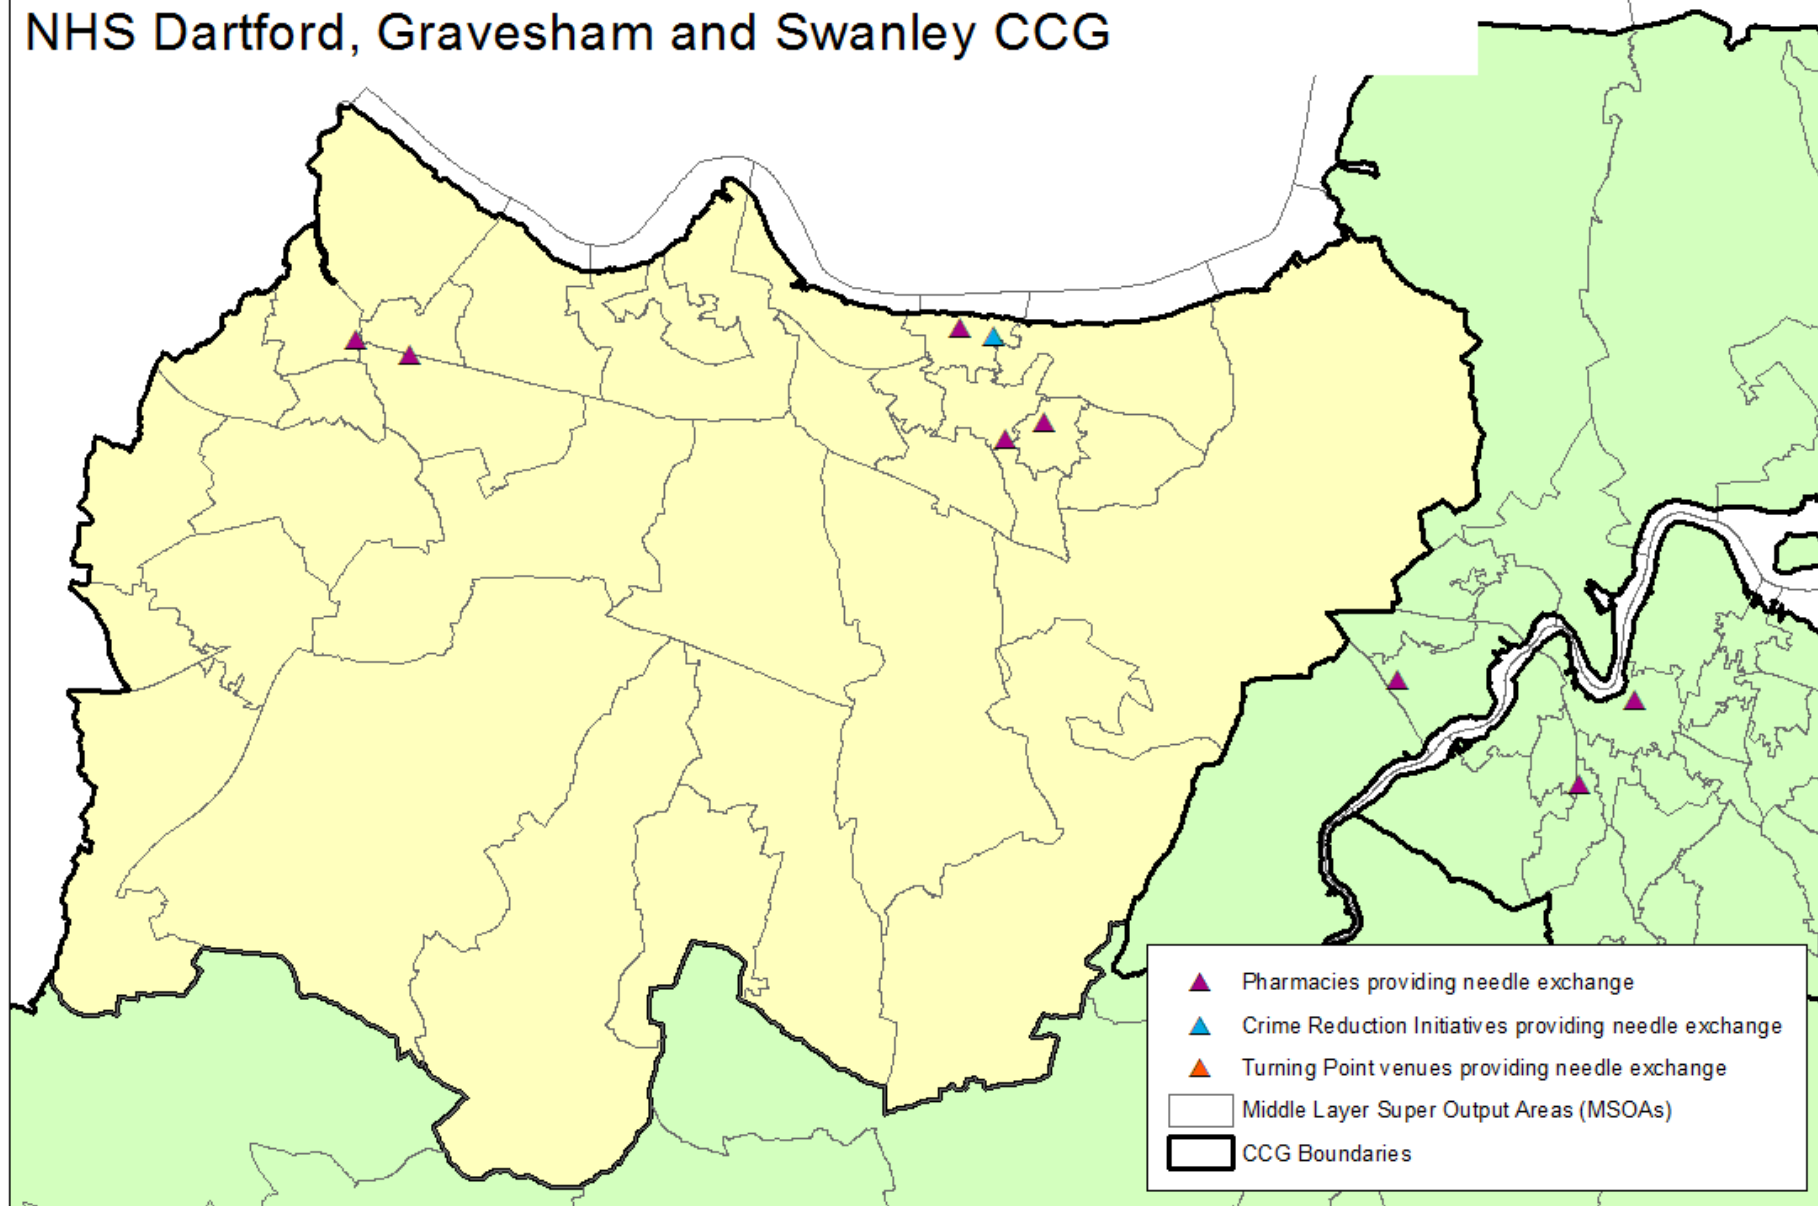 NHS Dartford, Gravesham and Swanley CCG
Pharmacies providing needle exchange
Crime Reduction Initiatives providing needle exchange
Turning Point venues providing needle exchange
Middle Layer Super Output Areas (MSOAs)
CCG Boundaries